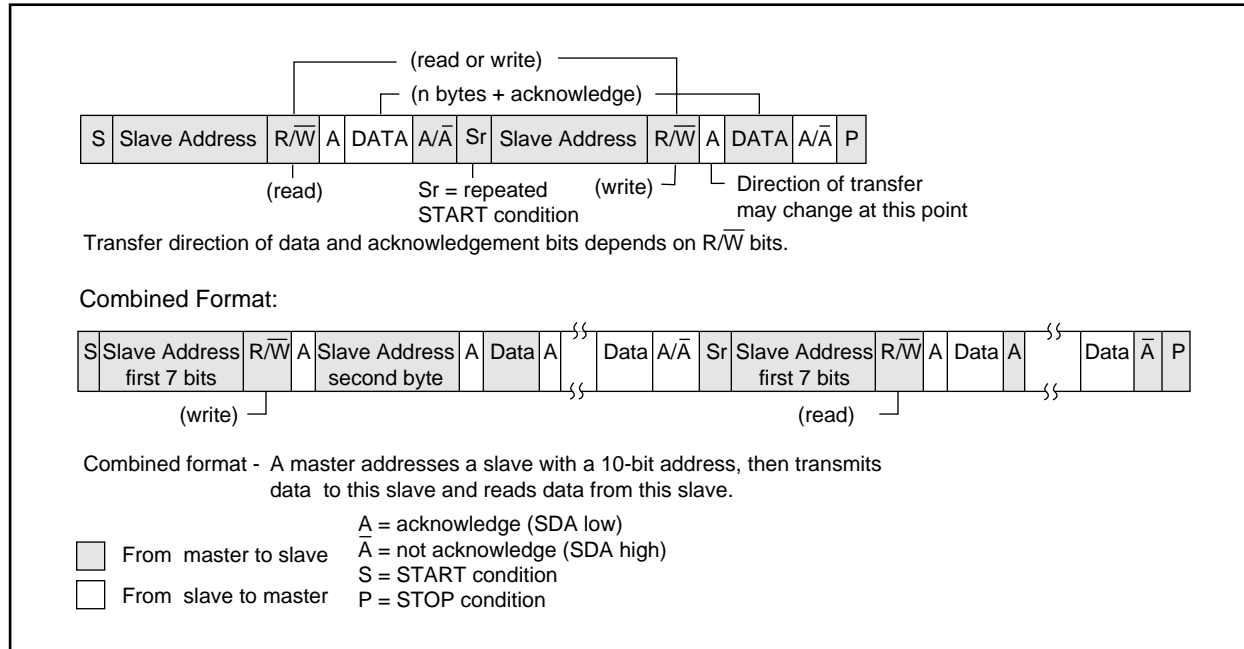 (read or write)
(n bytes + acknowledge)
S Slave Address R/W̅ A DATA A/A̅ Sr Slave Address R/W̅ A DATA A/A̅ P
(read) Sr = repeated (write) Direction of transfer
START condition may change at this point
Transfer direction of data and acknowledgement bits depends on R/W̅ bits.
Combined Format:
S Slave Address R/W̅ A Slave Address A Data A Data A/A̅ Sr Slave Address R/W̅ A Data A Data A̅ P
first 7 bits second byte first 7 bits
(write) (read)
Combined format - A master addresses a slave with a 10-bit address, then transmits
data to this slave and reads data from this slave.
A = acknowledge (SDA low)
From master to slave A̅ = not acknowledge (SDA high)
S = START condition
From slave to master P = STOP condition